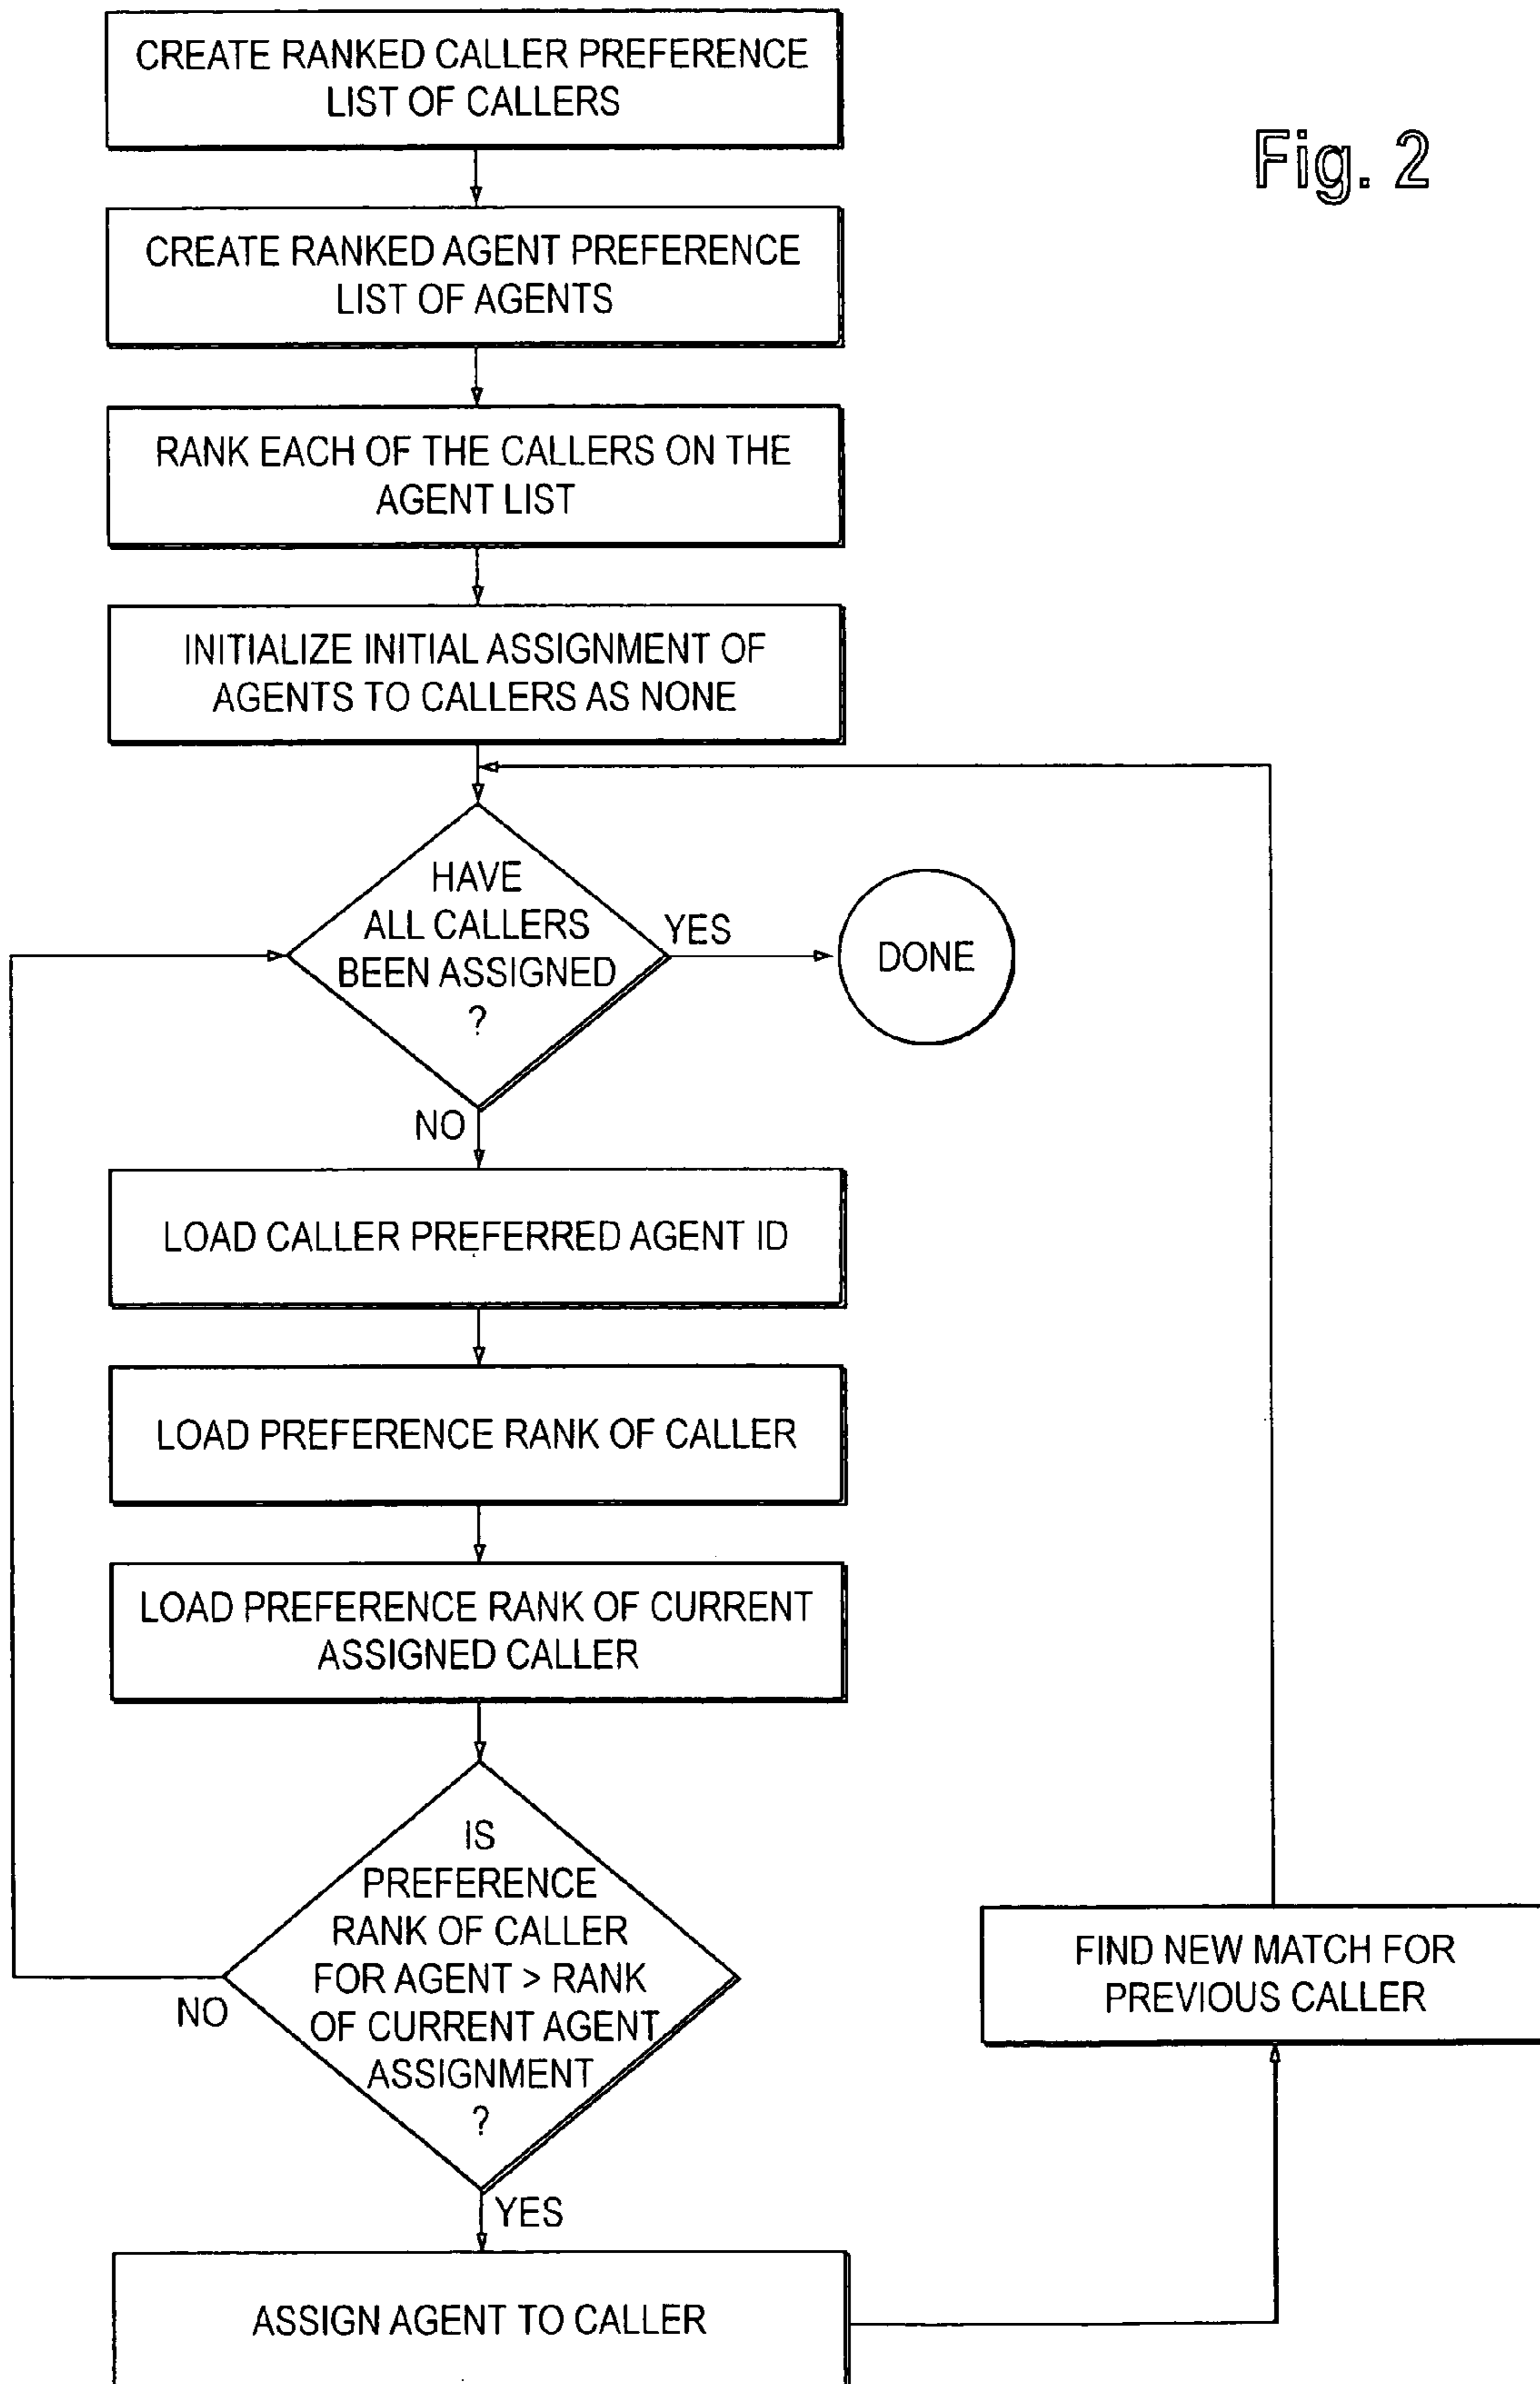 CREATE RANKED CALLER PREFERENCE
LIST OF CALLERS
Fig. 2
CREATE RANKED AGENT PREFERENCE
LIST OF AGENTS
RANK EACH OF THE CALLERS ON THE
AGENT LIST
INITIALIZE INITIAL ASSIGNMENT OF
AGENTS TO CALLERS AS NONE
HAVE
ALL CALLERS
BEEN ASSIGNED
?
YES
DONE
NO
LOAD CALLER PREFERRED AGENT ID
LOAD PREFERENCE RANK OF CALLER
LOAD PREFERENCE RANK OF CURRENT
ASSIGNED CALLER
IS
PREFERENCE
RANK OF CALLER
FOR AGENT > RANK
OF CURRENT AGENT
ASSIGNMENT
?
NO
YES
FIND NEW MATCH FOR
PREVIOUS CALLER
ASSIGN AGENT TO CALLER